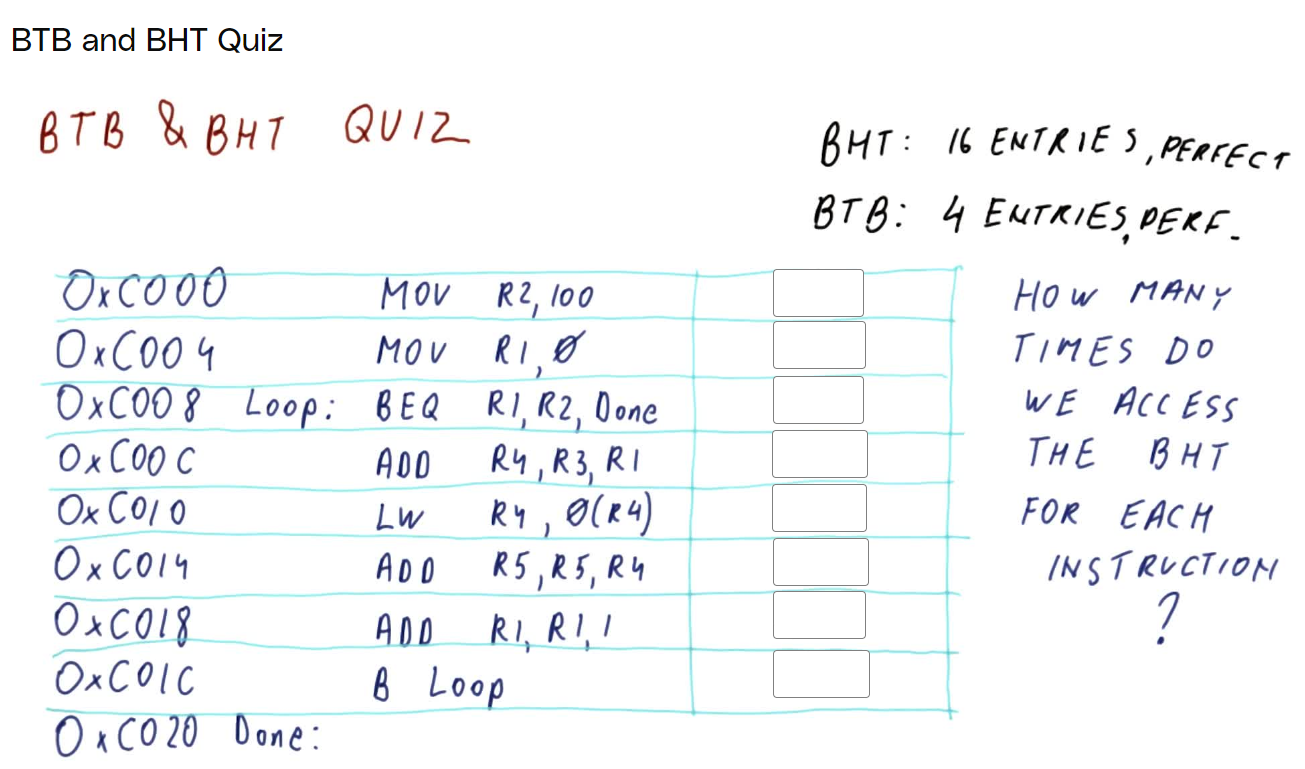 BTB and BHT Quiz
BTB & BHT QUIZ
BHT: 16 ENTRIES, PERFECT
BTB: 4 ENTRIES, PERF.
0xC000 MOV R2, 100
0xC004 MOV R1, 0
0xC008 Loop: BEQ R1, R2, Done
0xC00C ADD R4, R3, R1
0xC010 LW R4, 0(R4)
0xC014 ADD R5, R5, R4
0xC018 ADD R1, R1, 1
0xC01C B Loop
0xC020 Done:
HOW MANY
TIMES DO
WE ACCESS
THE BHT
FOR EACH
INSTRUCTION
?